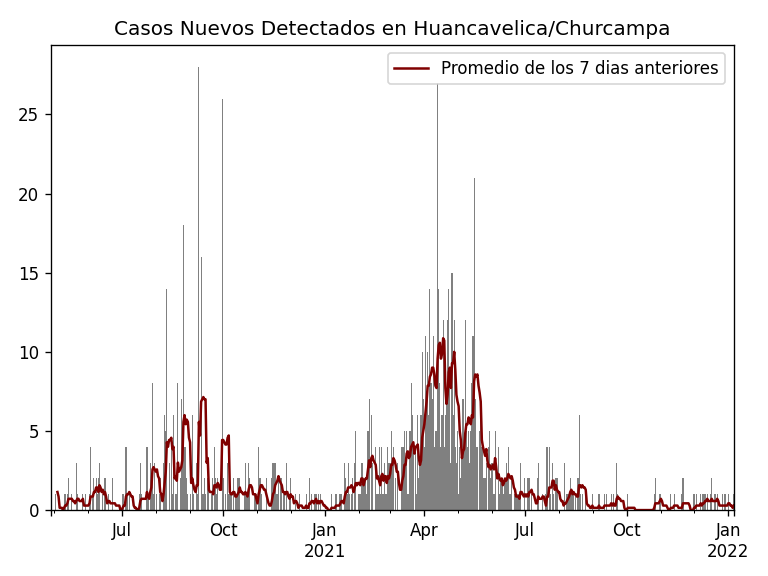 Casos Nuevos Detectados en Huancavelica/Churcampa
Promedio de los 7 dias anteriores
25
20
15
10
5
0
Jul Oct Jan Apr Jul Oct Jan
2021 2022